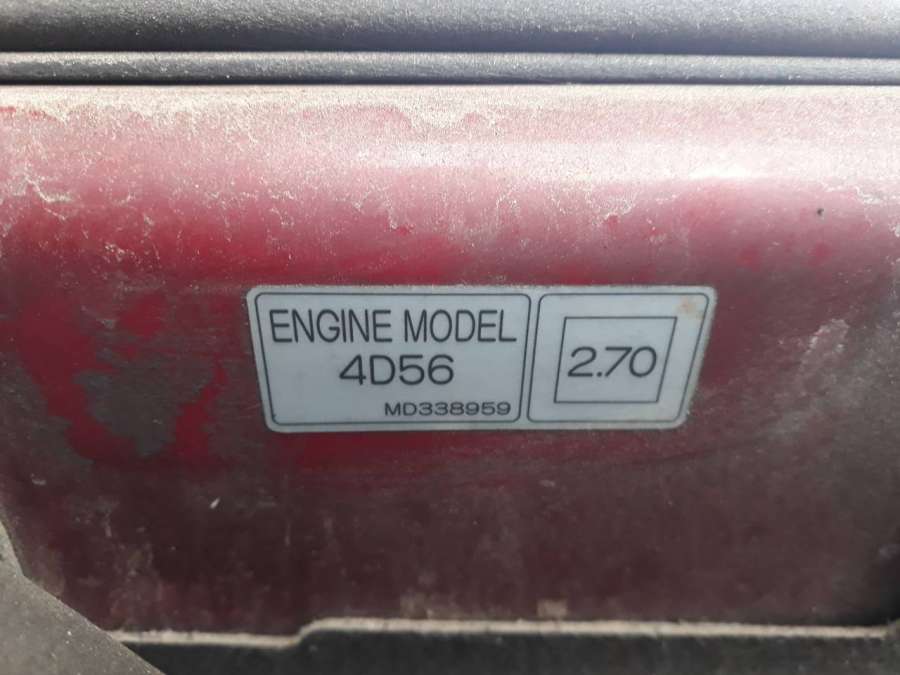 ENGINE MODEL
4D56
MD338959
2.70